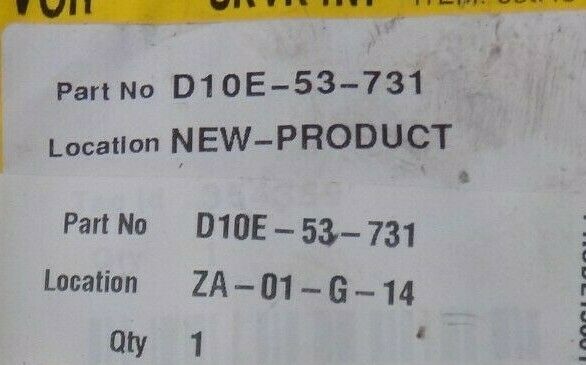 Part No D10E-53-731
Location NEW-PRODUCT
Part No D10E-53-731
Location ZA-01-G-14
Qty 1